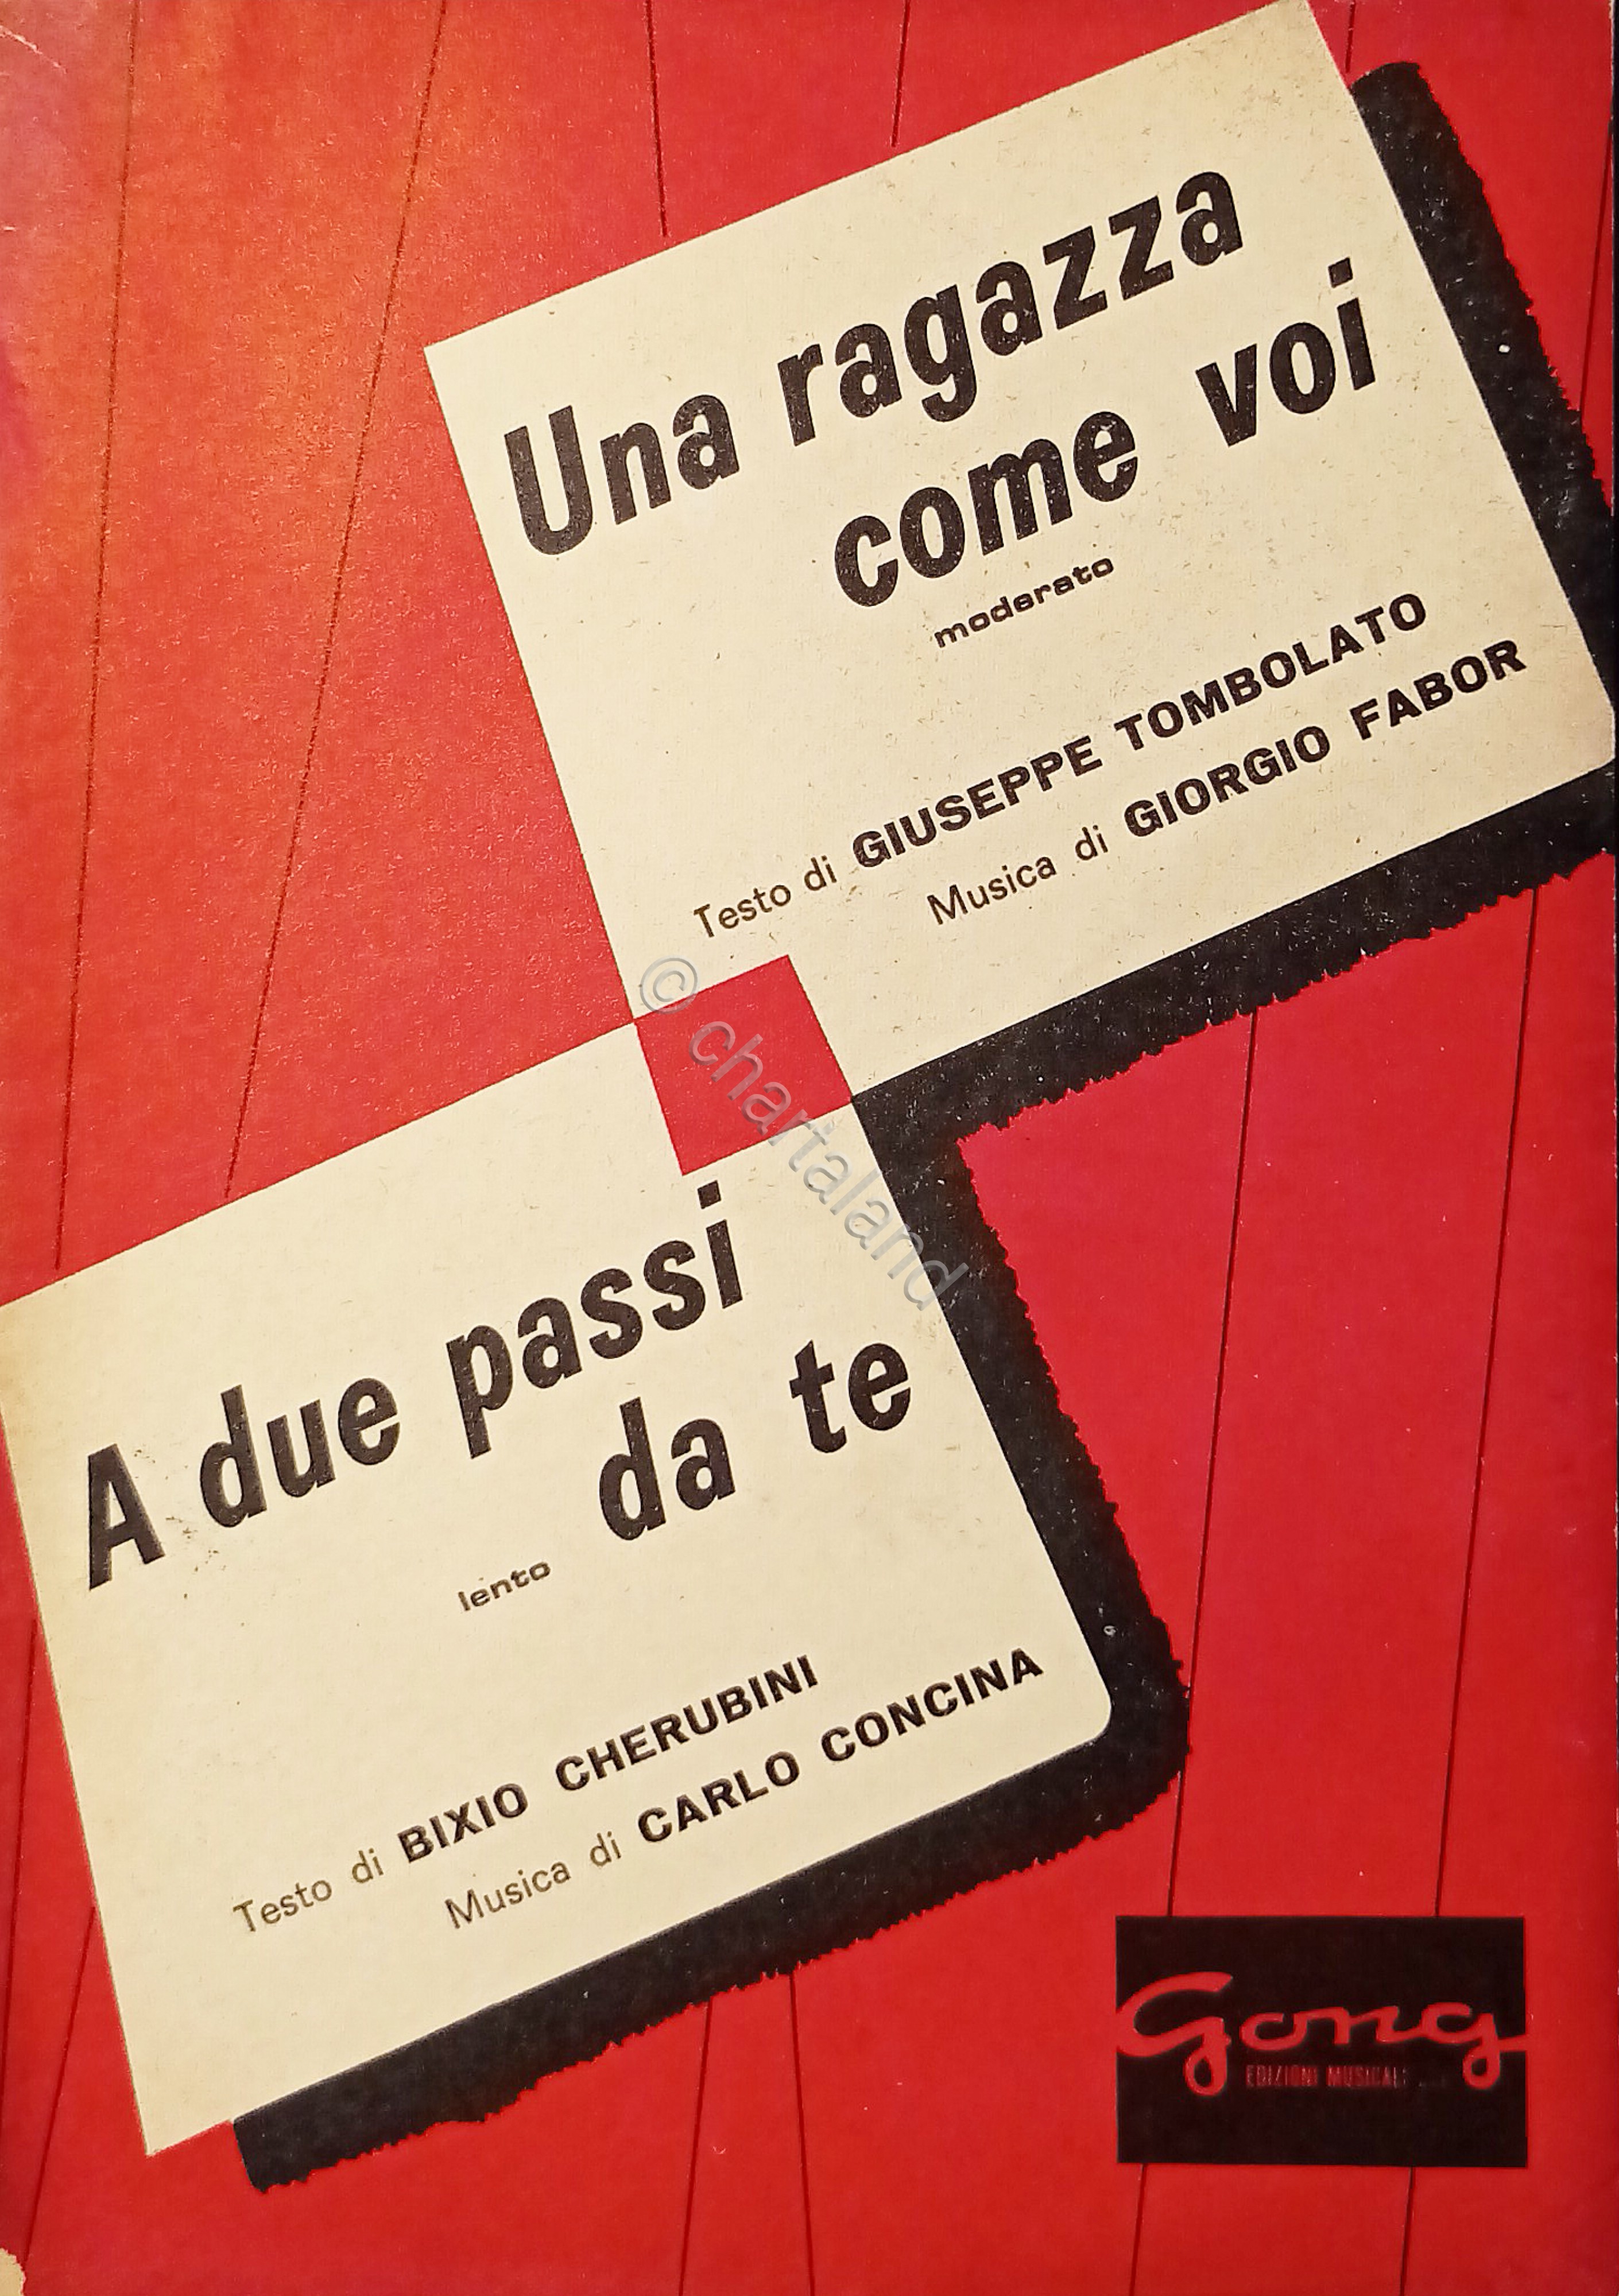 Una ragazza
come voi
moderato
Testo di GIUSEPPE TOMBOLATO
Musica di GIORGIO FABOR
© chartaland
A due passi
da te
lento
Testo di BIXIO CHERUBINI
Musica di CARLO CONCINA
Gong
EDIZIONI MUSICALI